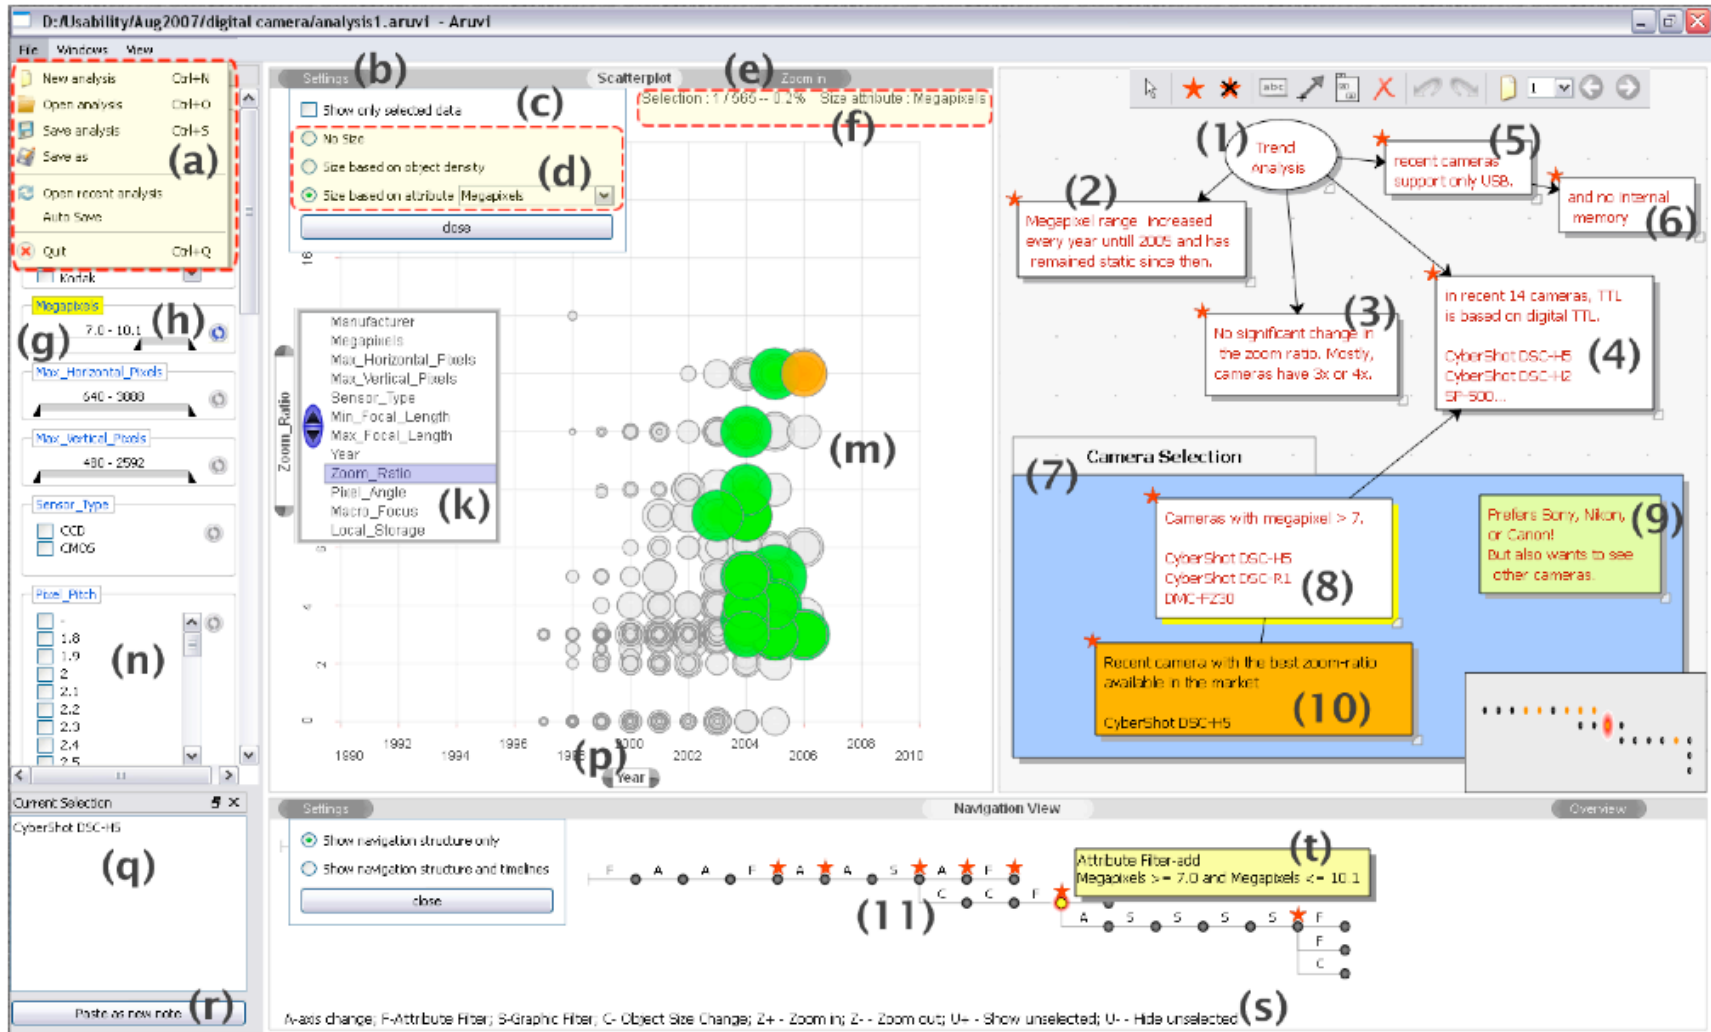 D:/Usability/Aug2007/digital camera/analysis1.aruvi - Aruvi
File Windows View
New analysis Ctrl+N
Open analysis Ctrl+O
Save analysis Ctrl+S
Save as
(a)
Open recent analysis
Auto Save
Quit Ctrl+Q
Kodak
Megapixels
7.0 - 10.1
(g)
(h)
Max_Horizontal_Pixels
640 - 3888
Max_Vertical_Pixels
480 - 2592
Sensor_Type
CCD
CMOS
Pixel_Pitch
-
1.8
1.9
2
2.1
2.2
2.3
2.4
2.5
(n)
Current Selection
CyberShot DSC-H5
(q)
Paste as new note
(r)
Settings
(b)
Scatterplot
(e)
Zoom in
Show only selected data
(c)
No Size
Size based on object density
(d)
Size based on attribute Megapixels
close
Selection : 1 / 565 -- 0.2% Size attribute : Megapixels
(f)
16
Zoom_Ratio
Manufacturer
Megapixels
Max_Horizontal_Pixels
Max_Vertical_Pixels
Sensor_Type
Min_Focal_Length
Max_Focal_Length
Year
Zoom_Ratio
Pixel_Angle
Macro_Focus
Local_Storage
(k)
(m)
2
0
1990 1992 1994 1996 2000 2002 2004 2006 2008 2010
(p)
Year
abc
1
(1)
Trend
Analysis
(2)
Megapixel range increased
every year untill 2005 and has
remained static since then.
(3)
No significant change in
the zoom ratio. Mostly,
cameras have 3x or 4x.
(4)
in recent 14 cameras, TTL
is based on digital TTL.
CyberShot DSC-H5
CyberShot DSC-H2
SP-500...
(5)
recent cameras
support only USB.
and no internal
memory
(6)
Camera Selection
(7)
Cameras with megapixel > 7.
CyberShot DSC-H5
CyberShot DSC-R1
DMC-FZ30
(8)
Prefers Sony, Nikon,
or Canon!
But also wants to see
other cameras.
(9)
Recent camera with the best zoom-ratio
available in the market
CyberShot DSC-H5
(10)
Settings
Navigation View
Overview
Show navigation structure only
Show navigation structure and timelines
close
F A A F A A S A F
C C F
A S S S S F
F
C
(11)
Attribute Filter-add
Megapixels >= 7.0 and Megapixels <= 10.1
(t)
A-axis change; F-Attribute Filter; S-Graphic Filter; C- Object Size Change; Z+ - Zoom in; Z- - Zoom out; U+ - Show unselected; U- - Hide unselected
(s)